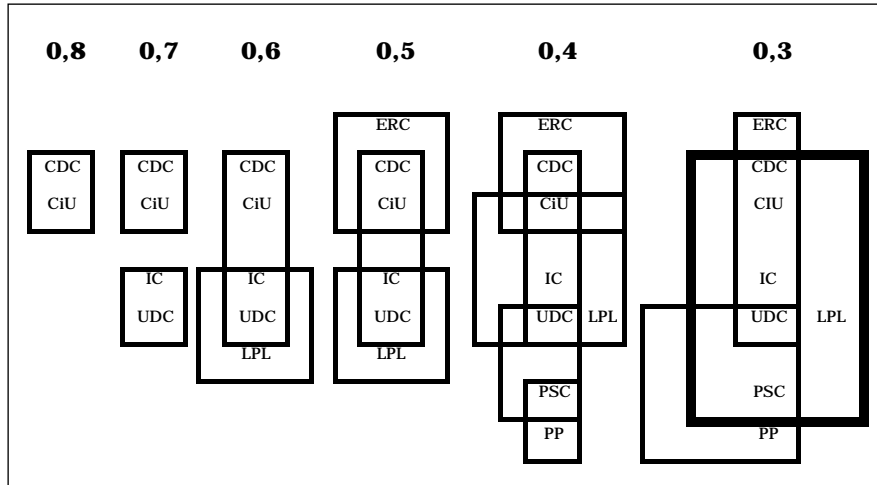 0,8 0,7 0,6 0,5 0,4 0,3
ERC ERC ERC
CDC CDC CDC CDC CDC CDC
CiU CiU CiU CiU CiU CIU
IC IC IC IC IC
UDC UDC UDC UDC LPL UDC LPL
LPL LPL
PSC PSC
PP PP